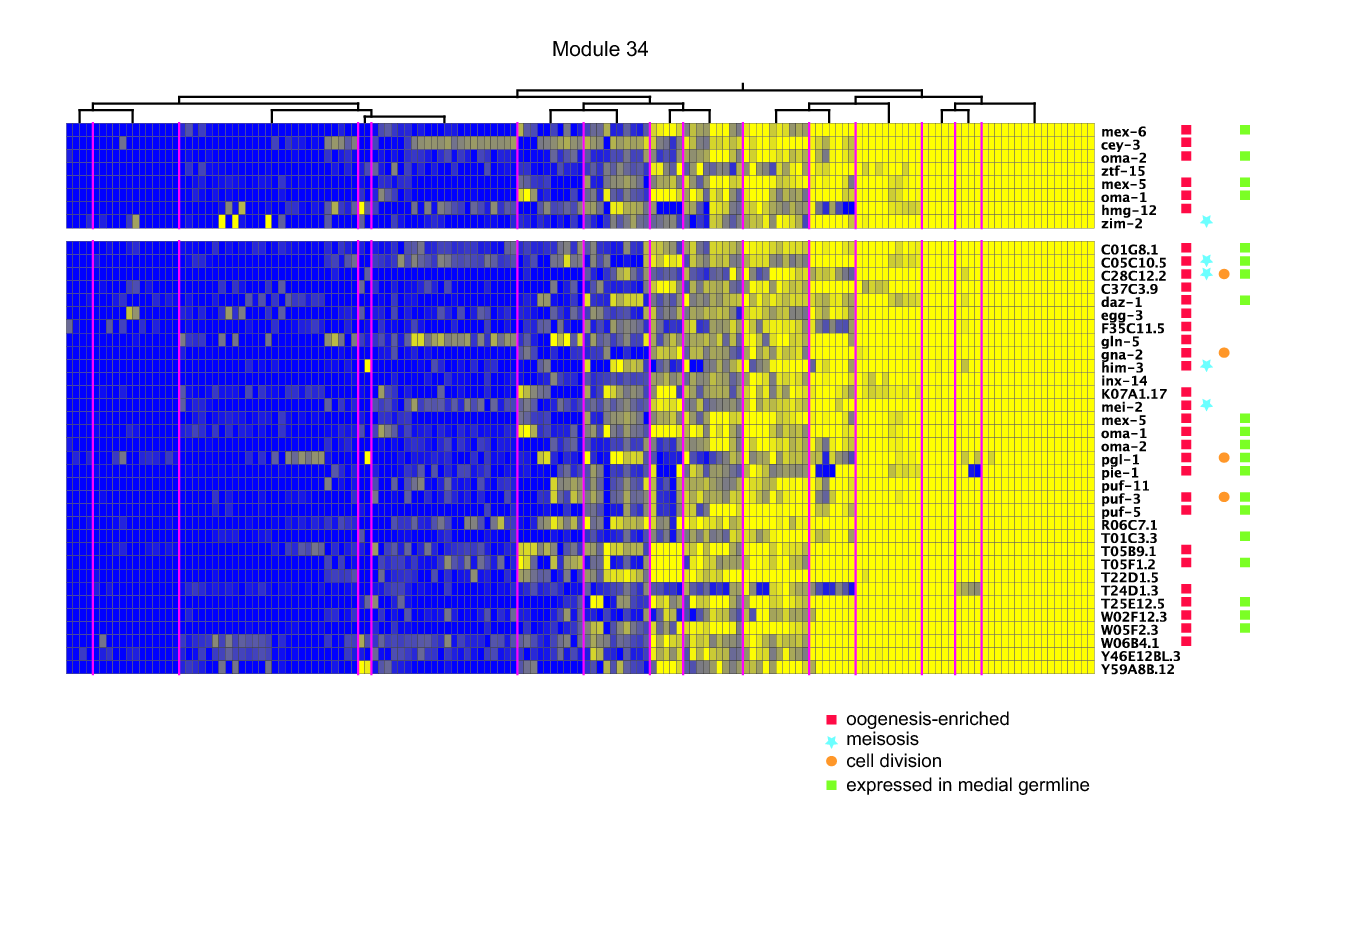 Module 34
mex-6
cey-3
oma-2
ztf-15
mex-5
oma-1
hmg-12
zim-2
C01G8.1
C05C10.5
C28C12.2
C37C3.9
daz-1
egg-3
F35C11.5
gln-5
gna-2
him-3
inx-14
K07A1.17
mei-2
mex-5
oma-1
oma-2
pgl-1
pie-1
puf-11
puf-3
puf-5
R06C7.1
T01C3.3
T05B9.1
T05F1.2
T22D1.5
T24D1.3
T25E12.5
W02F12.3
W05F2.3
W06B4.1
Y46E12BL.3
Y59A8B.12
oogenesis-enriched
meisosis
cell division
expressed in medial germline